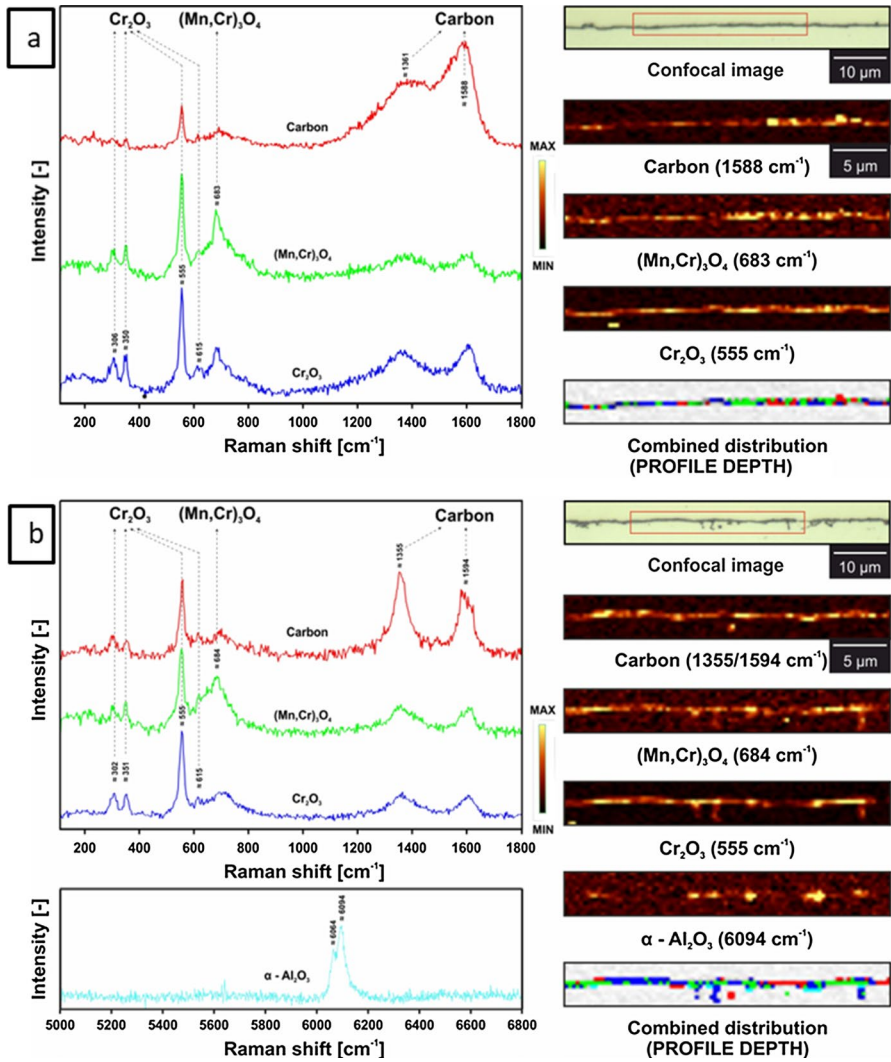 a
Cr₂O₃
(Mn,Cr)₃O₄
Carbon
≈ 1361
≈ 1588
Carbon
≈ 683
(Mn,Cr)₃O₄
≈ 555
≈ 306
≈ 350
≈ 615
Cr₂O₃
Intensity [-]
200 400 600 800 1000 1200 1400 1600 1800
Raman shift [cm⁻¹]
MAX
MIN
Confocal image
10 µm
Carbon (1588 cm⁻¹)
5 µm
(Mn,Cr)₃O₄ (683 cm⁻¹)
Cr₂O₃ (555 cm⁻¹)
Combined distribution
(PROFILE DEPTH)
b
Cr₂O₃
(Mn,Cr)₃O₄
Carbon
≈ 1355
≈ 1594
Carbon
≈ 684
(Mn,Cr)₃O₄
≈ 555
≈ 302
≈ 351
≈ 615
Cr₂O₃
Intensity [-]
200 400 600 800 1000 1200 1400 1600 1800
Raman shift [cm⁻¹]
≈ 6064
≈ 6094
α - Al₂O₃
Intensity [-]
5000 5200 5400 5600 5800 6000 6200 6400 6600 6800
Raman shift [cm⁻¹]
MAX
MIN
Confocal image
10 µm
Carbon (1355/1594 cm⁻¹)
5 µm
(Mn,Cr)₃O₄ (684 cm⁻¹)
Cr₂O₃ (555 cm⁻¹)
α - Al₂O₃ (6094 cm⁻¹)
Combined distribution
(PROFILE DEPTH)